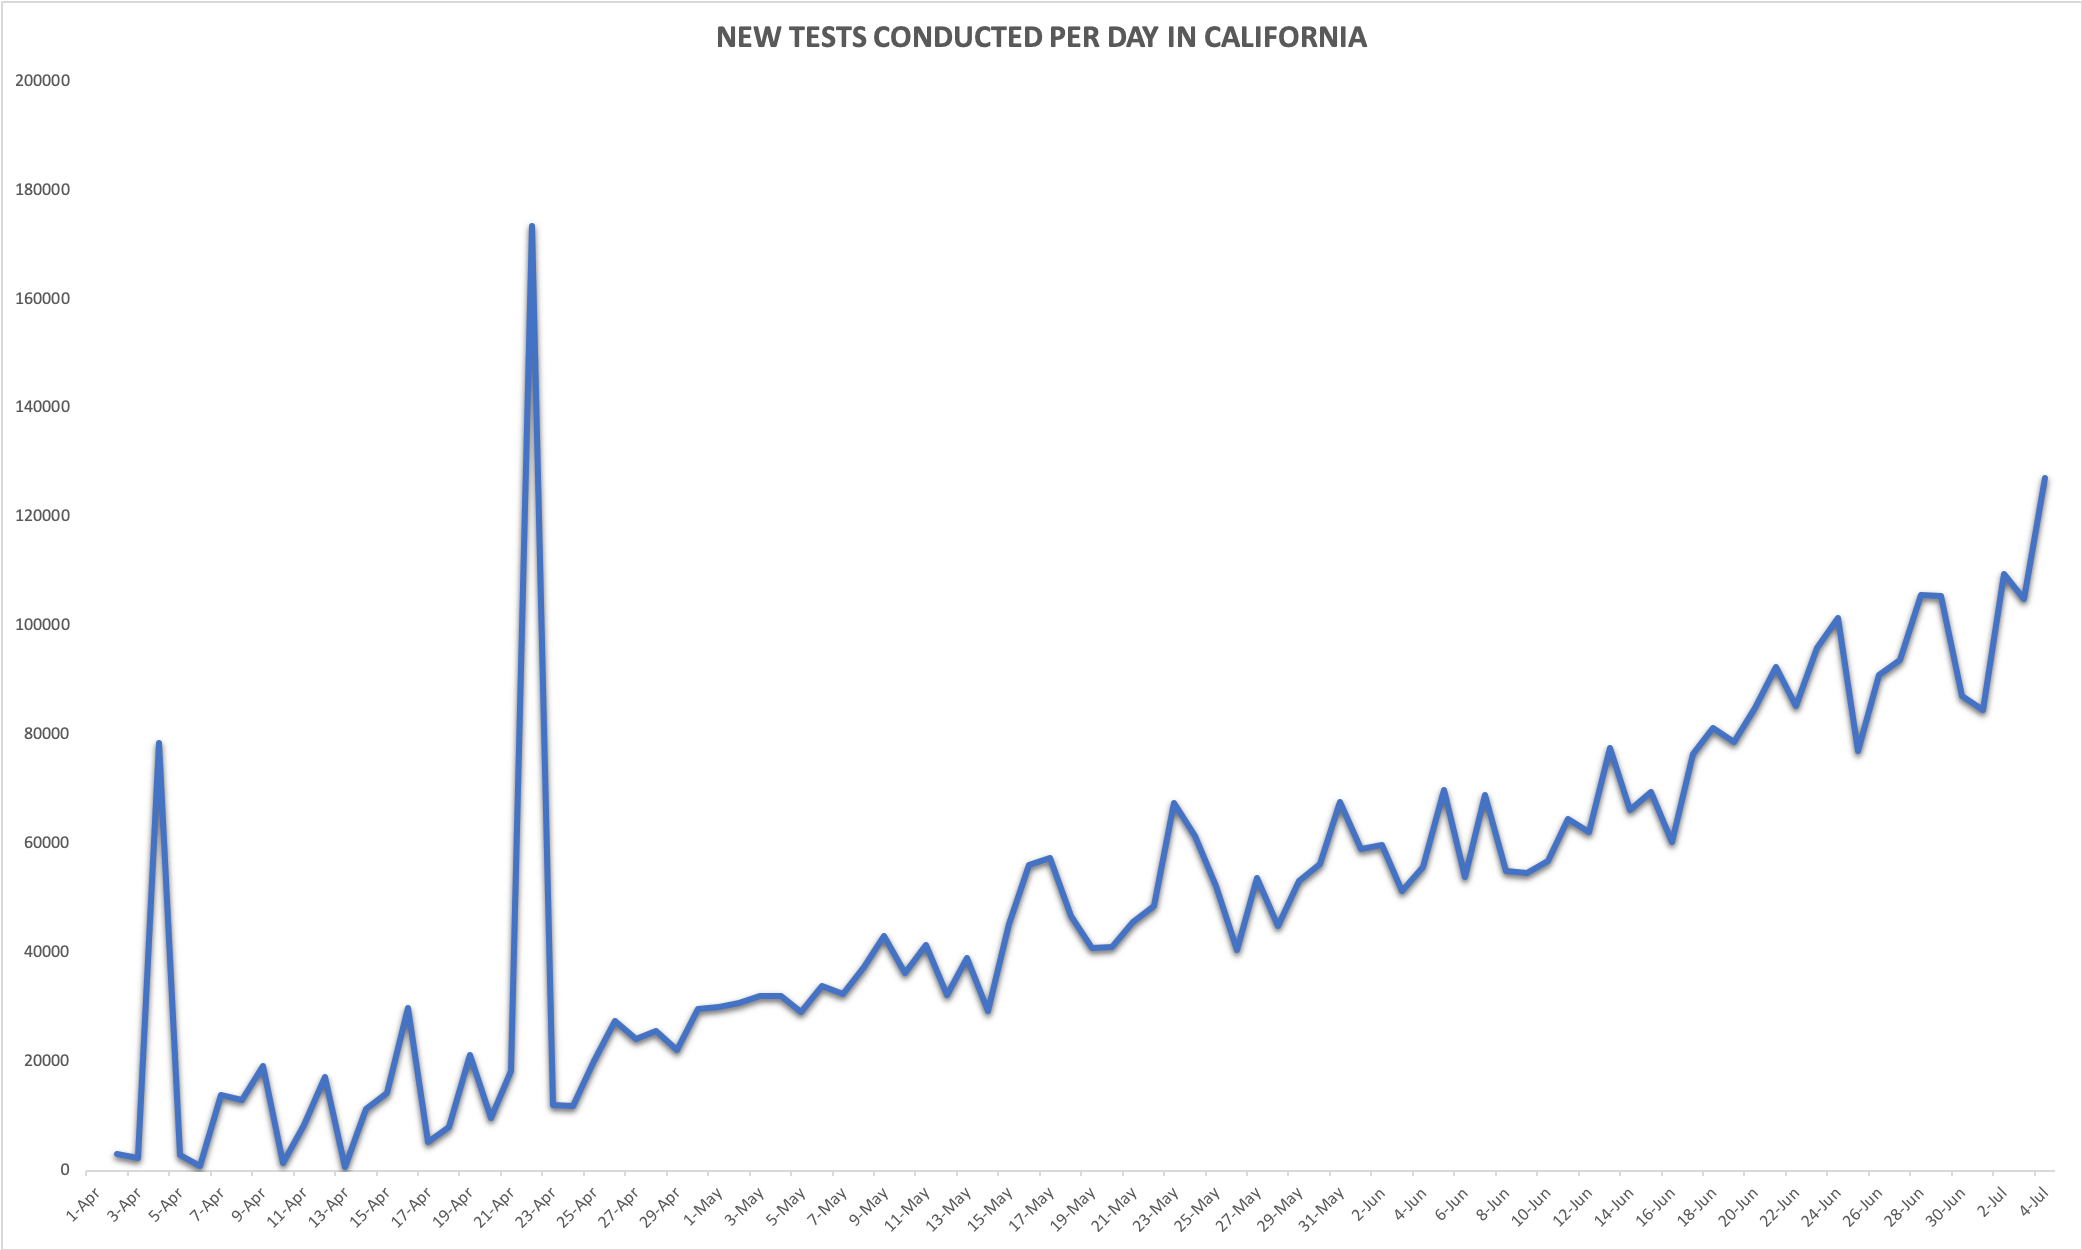 NEW TESTS CONDUCTED PER DAY IN CALIFORNIA
200000
180000
160000
140000
120000
100000
80000
60000
40000
20000
0
1-Apr
3-Apr
5-Apr
7-Apr
9-Apr
11-Apr
13-Apr
15-Apr
17-Apr
19-Apr
21-Apr
23-Apr
25-Apr
27-Apr
29-Apr
1-May
3-May
5-May
7-May
9-May
11-May
13-May
15-May
17-May
19-May
21-May
23-May
25-May
27-May
29-May
31-May
2-Jun
4-Jun
6-Jun
8-Jun
10-Jun
12-Jun
14-Jun
16-Jun
18-Jun
20-Jun
22-Jun
24-Jun
26-Jun
28-Jun
30-Jun
2-Jul
4-Jul